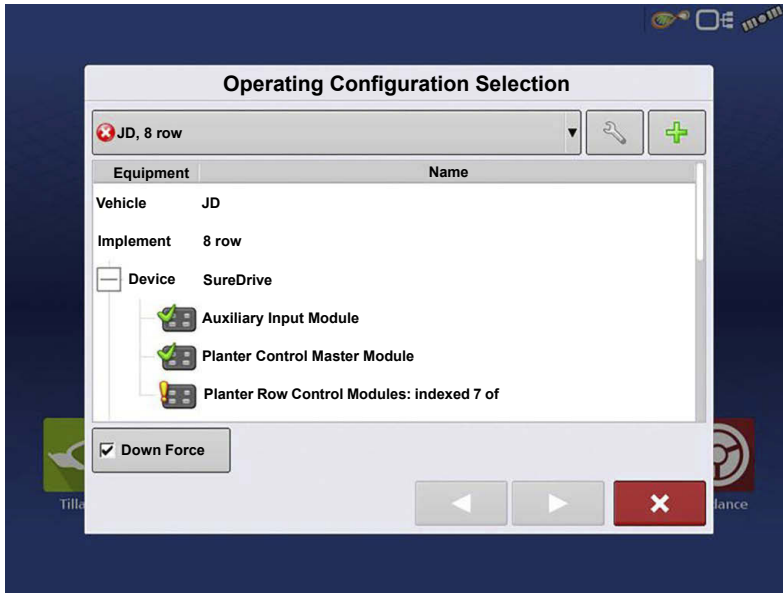 Operating Configuration Selection
JD, 8 row
Equipment Name
Vehicle JD
Implement 8 row
Device SureDrive
Auxiliary Input Module
Planter Control Master Module
Planter Row Control Modules: indexed 7 of
Down Force
Tilla
dance